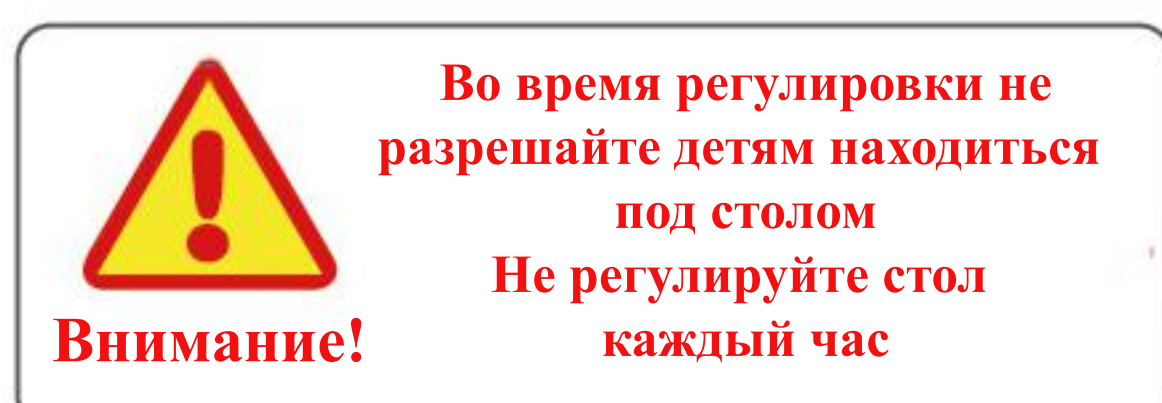 Во время регулировки не
разрешайте детям находиться
под столом
Не регулируйте стол
каждый час
Внимание!